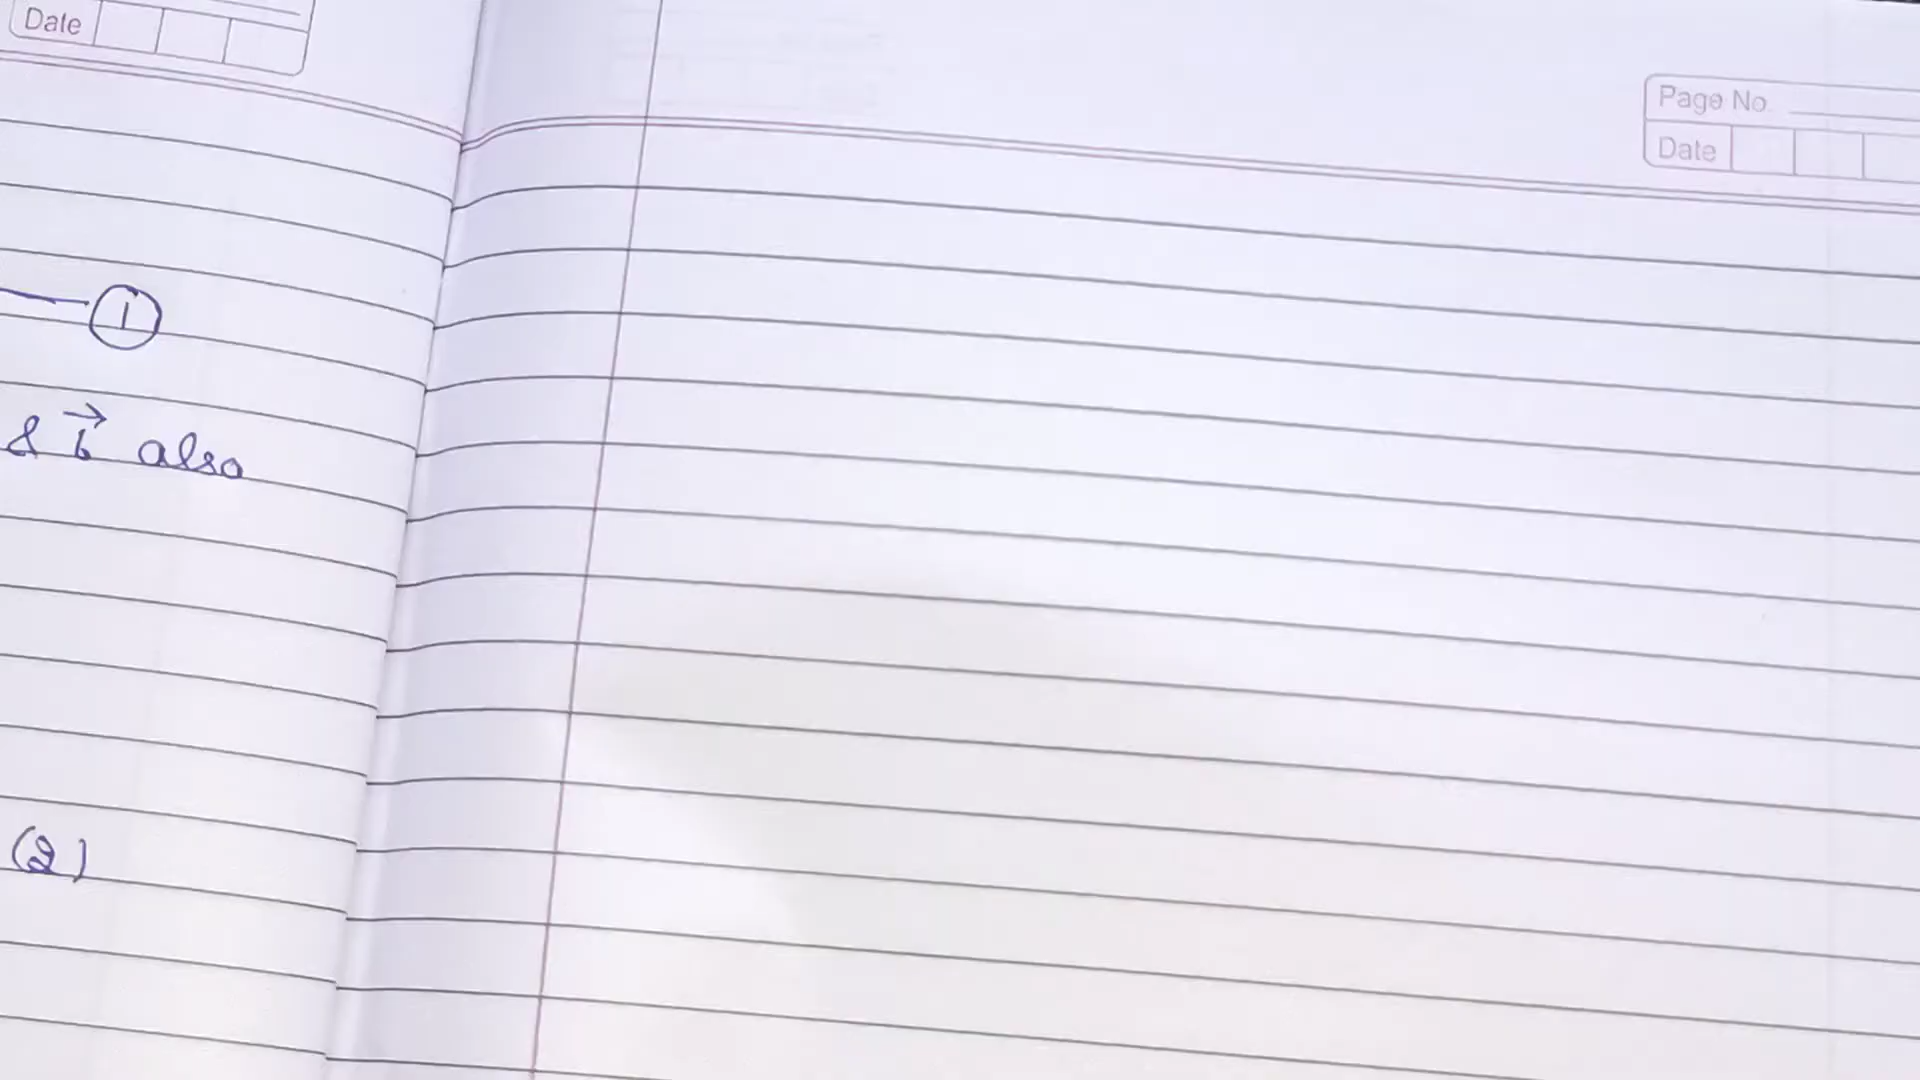 Date
①
& b⃗ also
(2)
Page No
Date